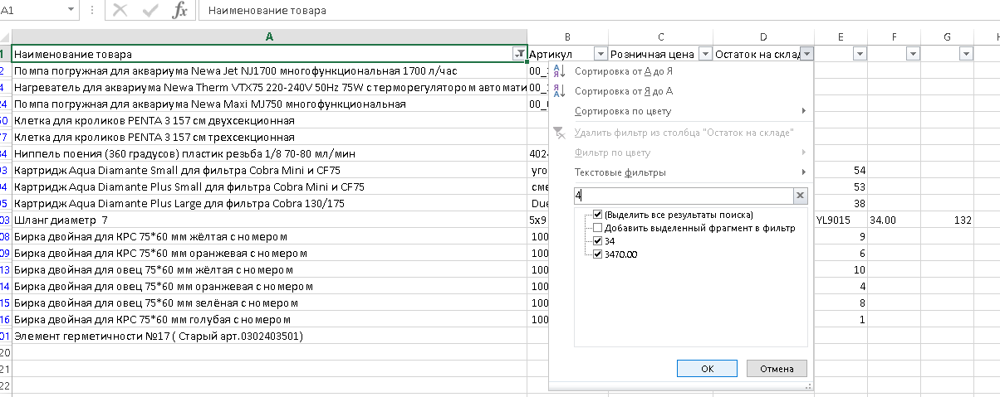 A1 fx Наименование товара
A B C D E F G
1 Наименование товара Артикул Розничная цена Остаток на склад
2 Помпа погружная для аквариума Newa Jet NJ1700 многофункциональная 1700 л/час 00_
4 Нагреватель для аквариума Newa Therm VTX75 220-240V 50Hz 75W с терморегулятором автомати 00_
24 Помпа погружная для аквариума Newa Maxi MJ750 многофункциональная 00_
50 Клетка для кроликов PENTA 3 157 см двухсекционная
77 Клетка для кроликов PENTA 3 157 см трехсекционная
84 Ниппель поения (360 градусов) пластик резьба 1/8 70-80 мл/мин 402
93 Картридж Aqua Diamante Small для фильтра Cobra Mini и CF75 уго 54
94 Картридж Aqua Diamante Plus Small для фильтра Cobra Mini и CF75 сме 53
95 Картридж Aqua Diamante Plus Large для фильтра Cobra 130/175 Due 38
03 Шланг диаметр 7 5x9 YL9015 34.00 132
08 Бирка двойная для КРС 75*60 мм жёлтая с номером 100 9
09 Бирка двойная для КРС 75*60 мм оранжевая с номером 100 6
13 Бирка двойная для овец 75*60 мм жёлтая с номером 100 10
14 Бирка двойная для овец 75*60 мм оранжевая с номером 100 4
15 Бирка двойная для овец 75*60 мм зелёная с номером 100 8
16 Бирка двойная для КРС 75*60 мм голубая с номером 100 1
01 Элемент герметичности №17 ( Старый арт.0302403501)
20
21
22
Сортировка от А до Я
Сортировка от Я до А
Сортировка по цвету
Удалить фильтр из столбца "Остаток на складе"
Фильтр по цвету
Текстовые фильтры
4
(Выделить все результаты поиска)
Добавить выделенный фрагмент в фильтр
34
3470.00
ОК Отмена